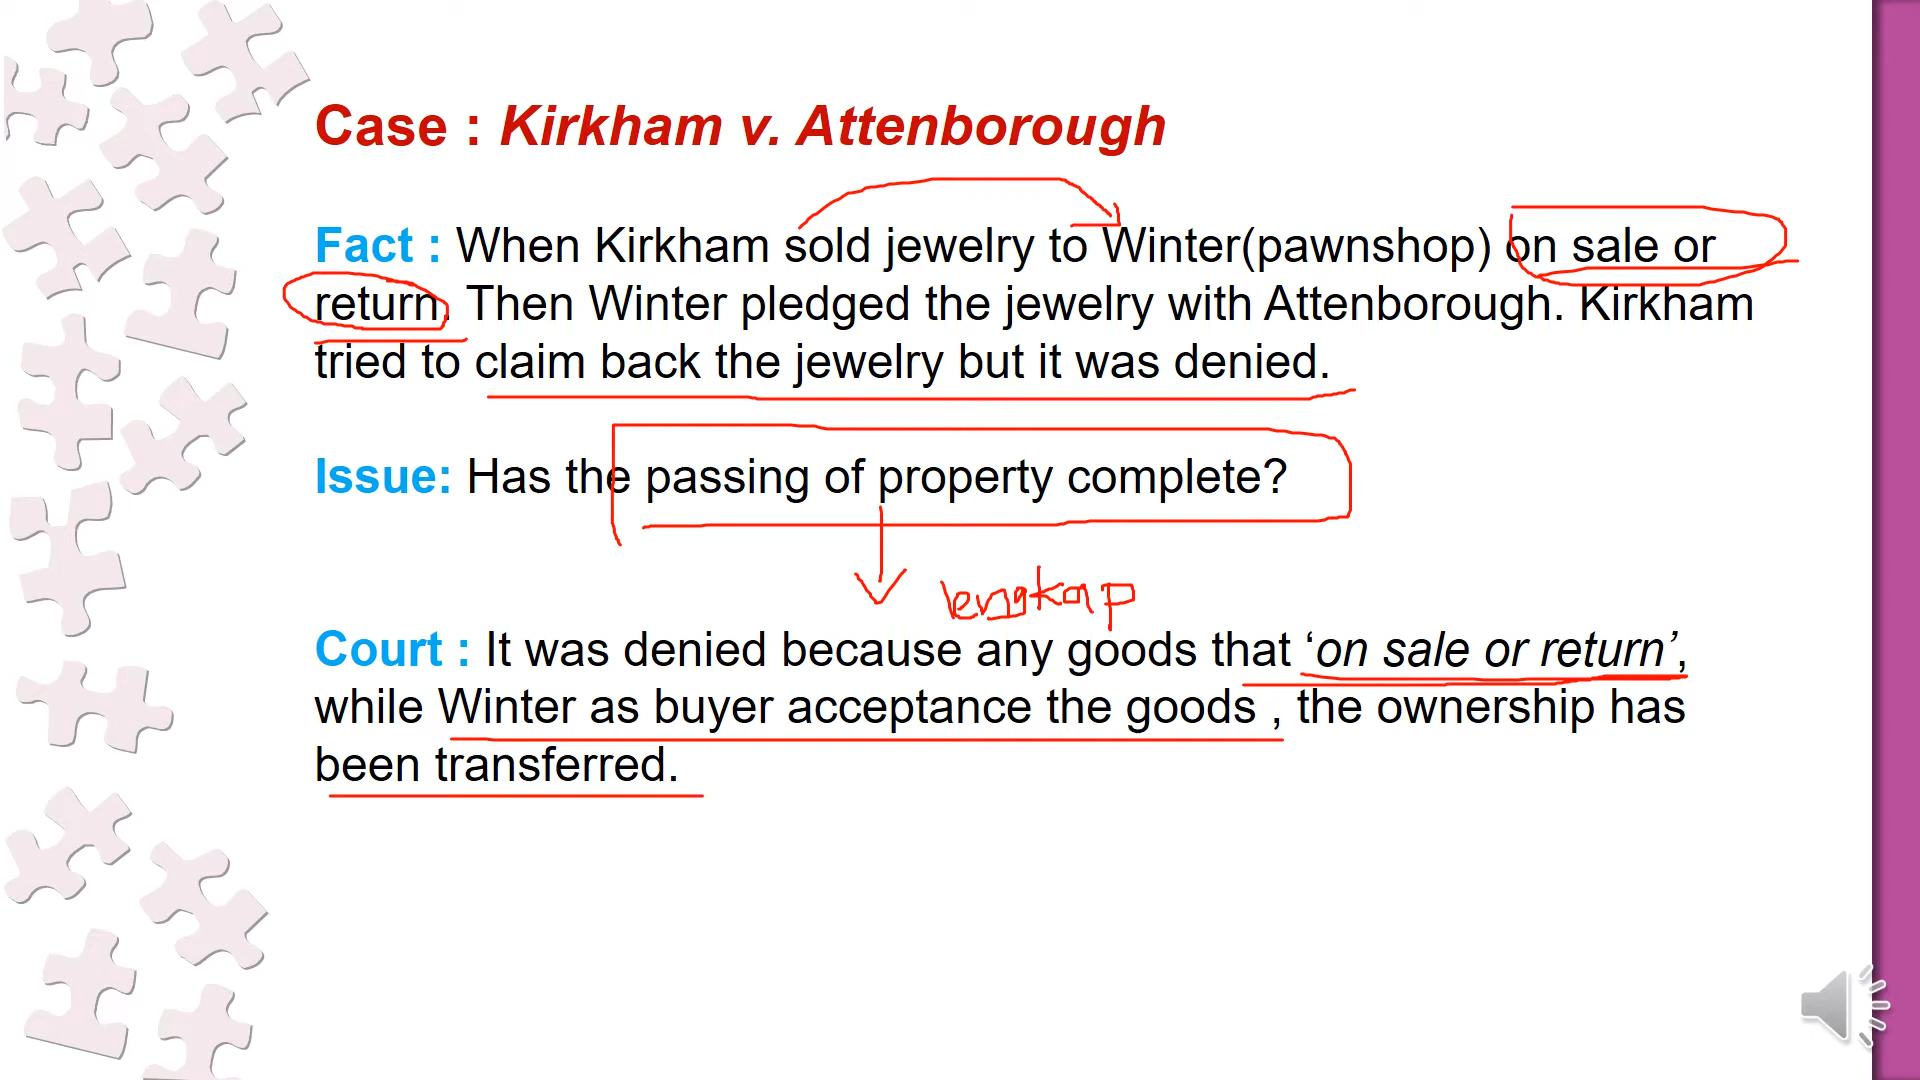 Case : Kirkham v. Attenborough
Fact : When Kirkham sold jewelry to Winter(pawnshop) on sale or
return. Then Winter pledged the jewelry with Attenborough. Kirkham
tried to claim back the jewelry but it was denied.
Issue: Has the passing of property complete?
lengkap
Court : It was denied because any goods that ‘on sale or return’,
while Winter as buyer acceptance the goods , the ownership has
been transferred.